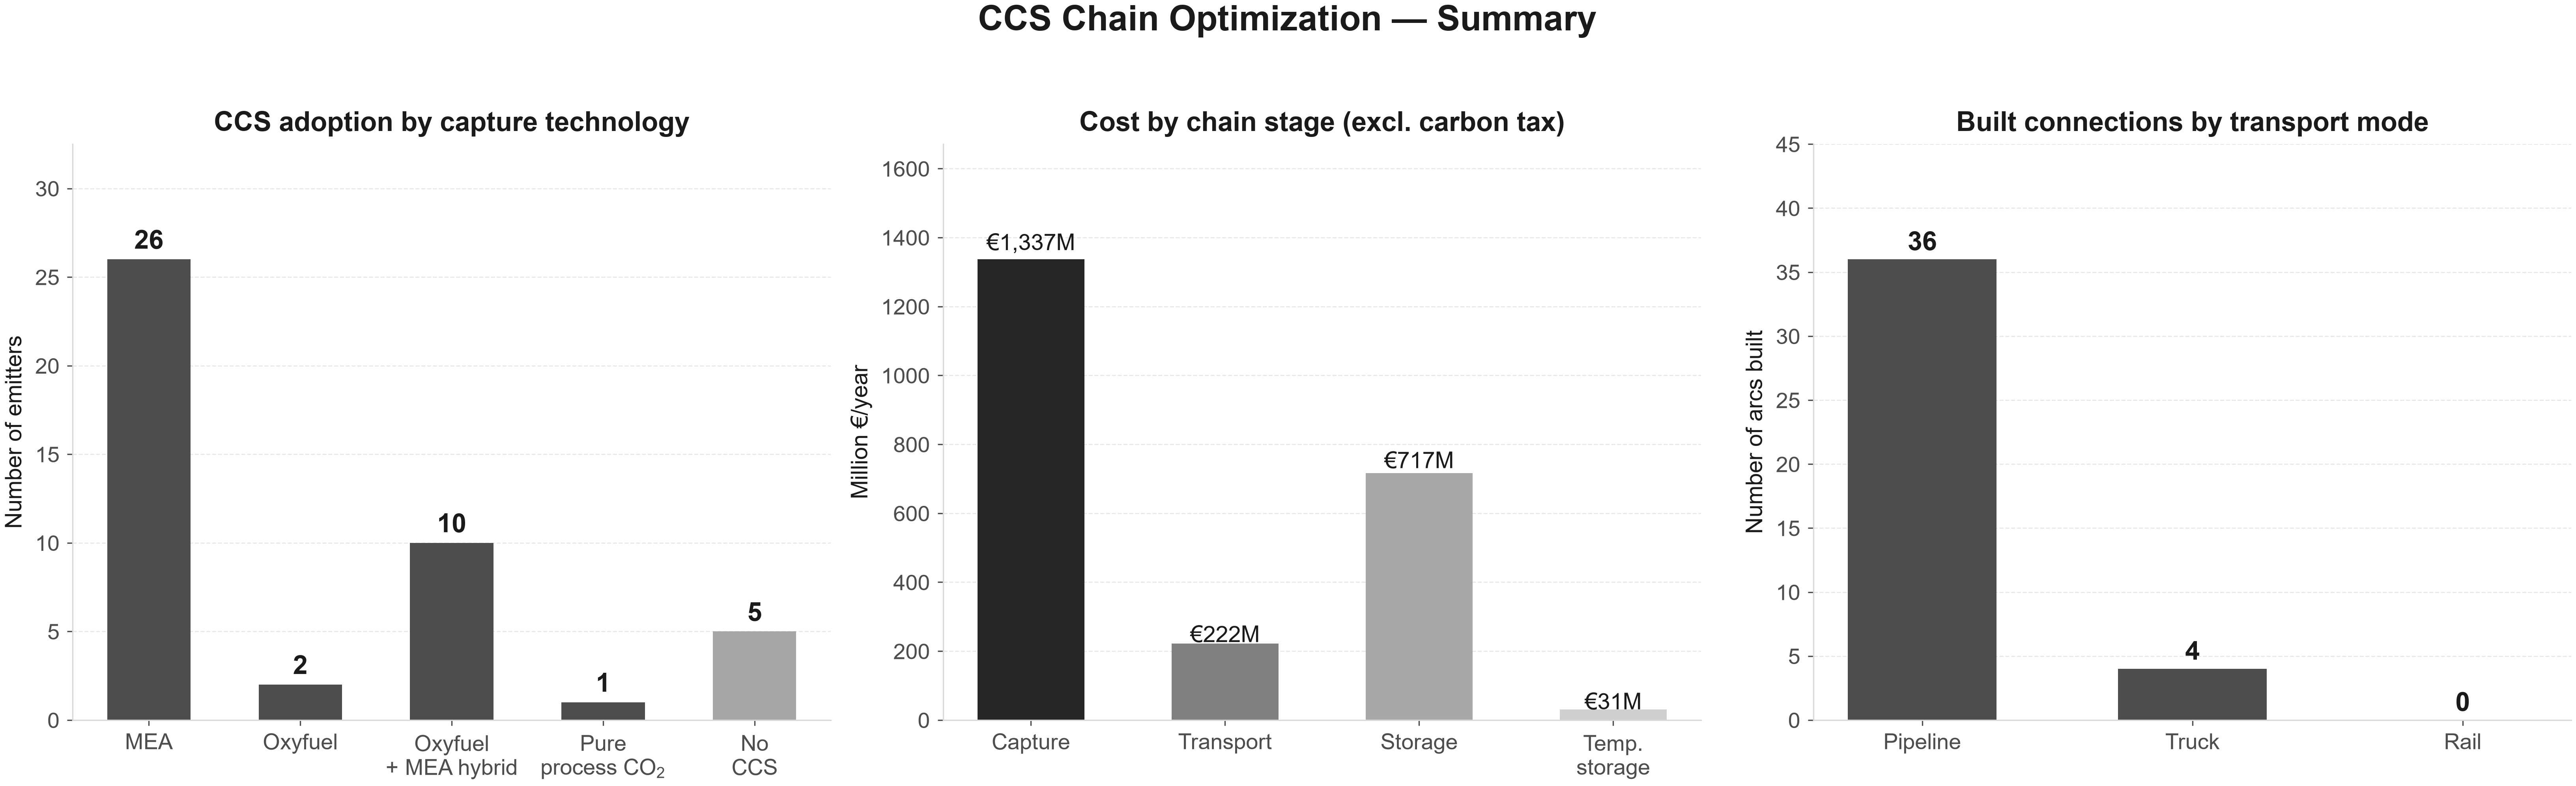 CCS Chain Optimization — Summary
CCS adoption by capture technology
Number of emitters
30
25
20
15
10
5
0
26
2
10
1
5
MEA
Oxyfuel
Oxyfuel
+ MEA hybrid
Pure
process CO₂
No
CCS
Cost by chain stage (excl. carbon tax)
Million €/year
1600
1400
1200
1000
800
600
400
200
0
€1,337M
€222M
€717M
€31M
Capture
Transport
Storage
Temp.
storage
Built connections by transport mode
Number of arcs built
45
40
35
30
25
20
15
10
5
0
36
4
0
Pipeline
Truck
Rail